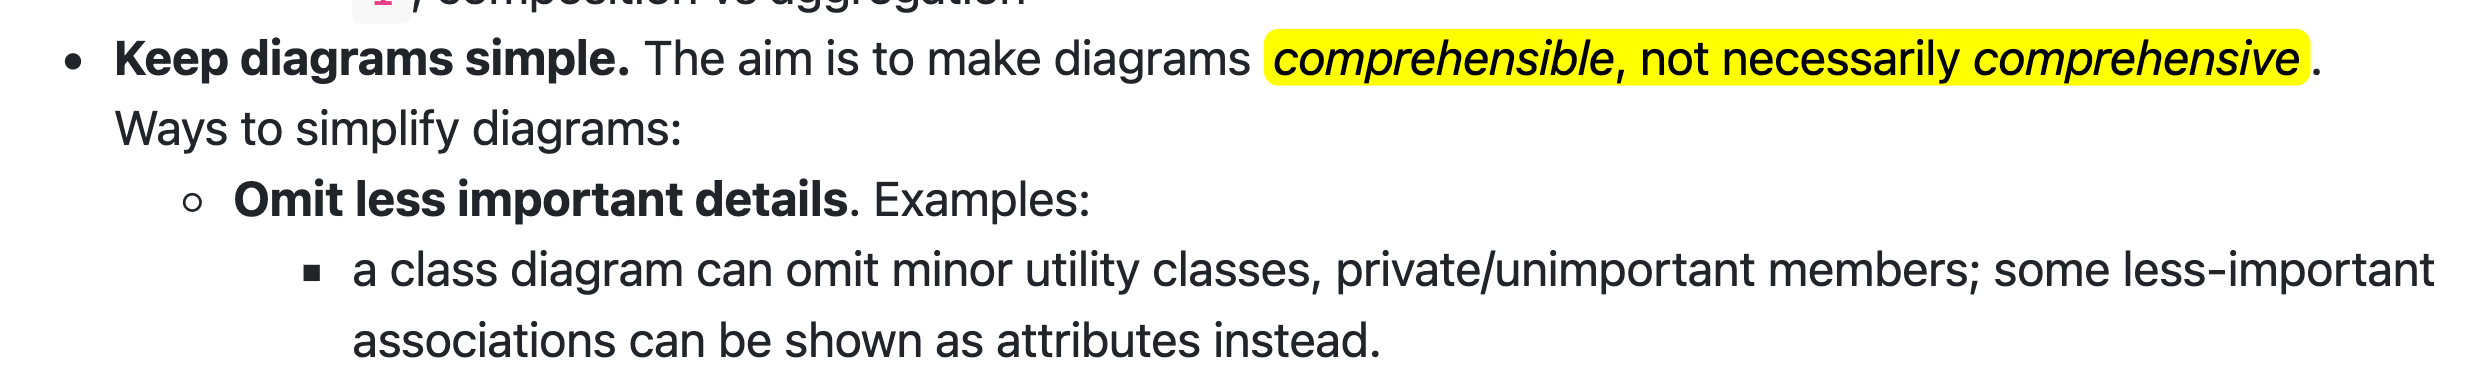 , composition vs aggregation
• Keep diagrams simple. The aim is to make diagrams comprehensible, not necessarily comprehensive.
Ways to simplify diagrams:
◦ Omit less important details. Examples:
▪ a class diagram can omit minor utility classes, private/unimportant members; some less-important
associations can be shown as attributes instead.